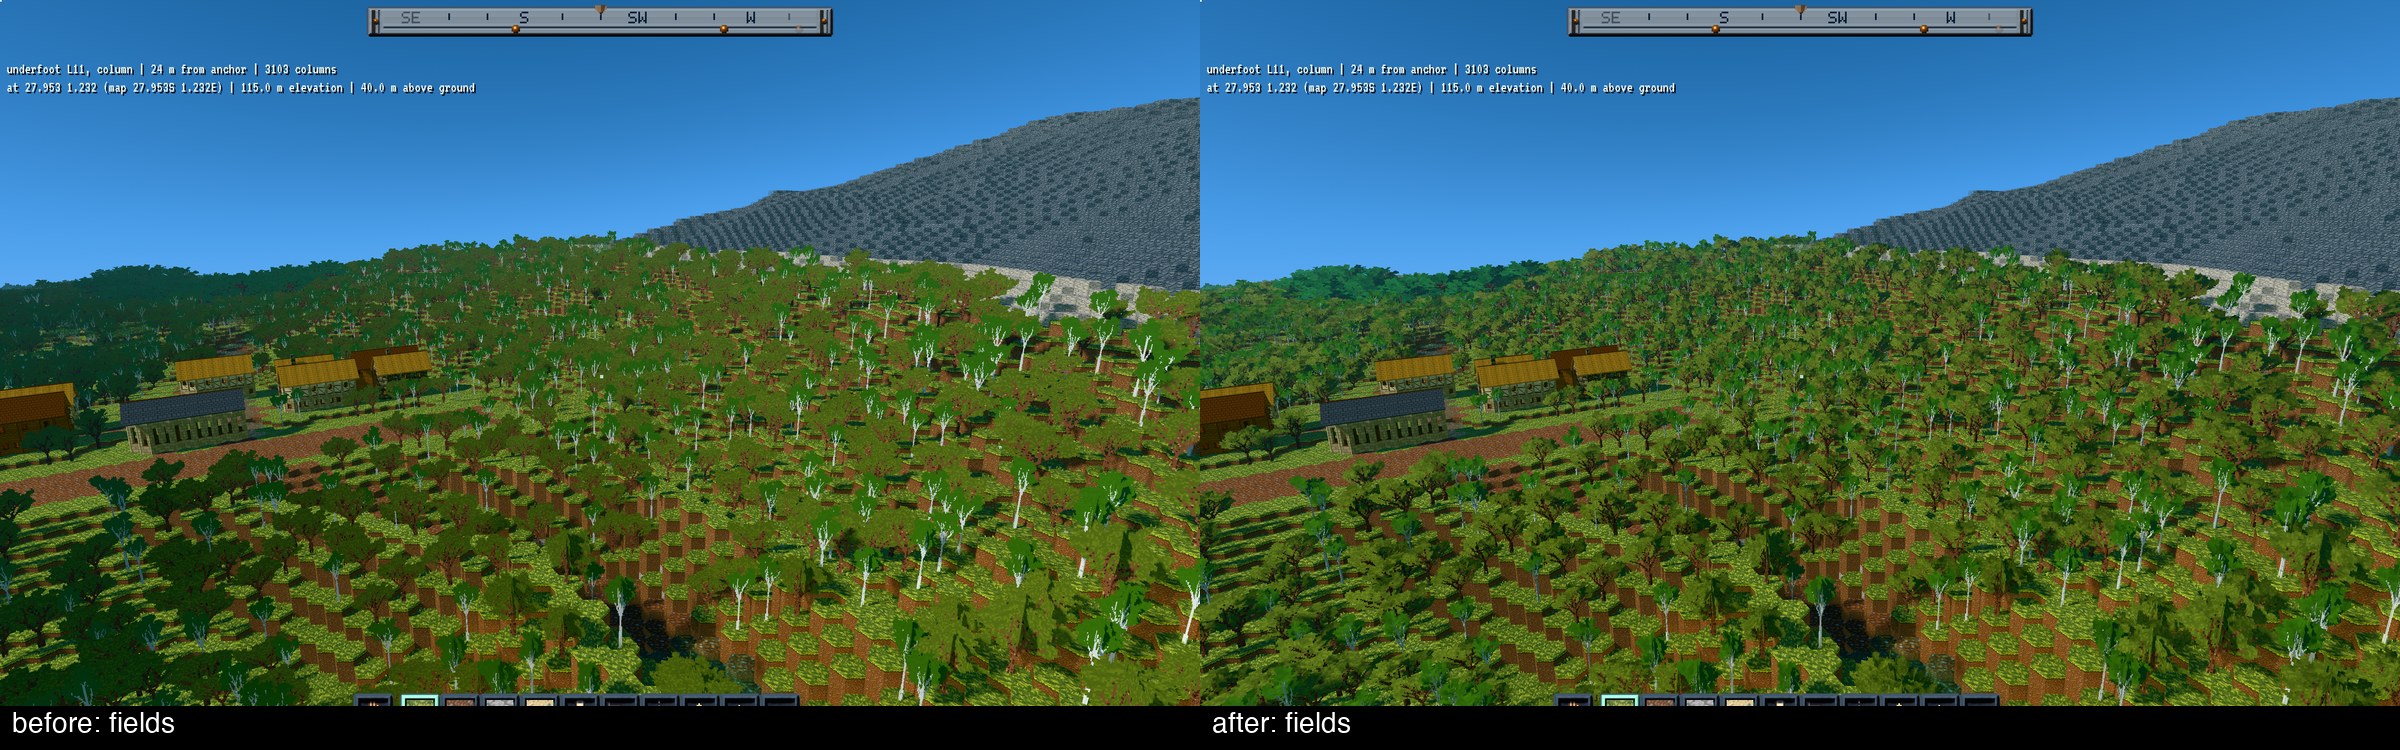 SE S SW W
underfoot L11, column | 24 m from anchor | 3103 columns
at 27.953 1.232 (map 27.953S 1.232E) | 115.0 m elevation | 40.0 m above ground
before: fields
SE S SW W
underfoot L11, column | 24 m from anchor | 3103 columns
at 27.953 1.232 (map 27.953S 1.232E) | 115.0 m elevation | 40.0 m above ground
after: fields